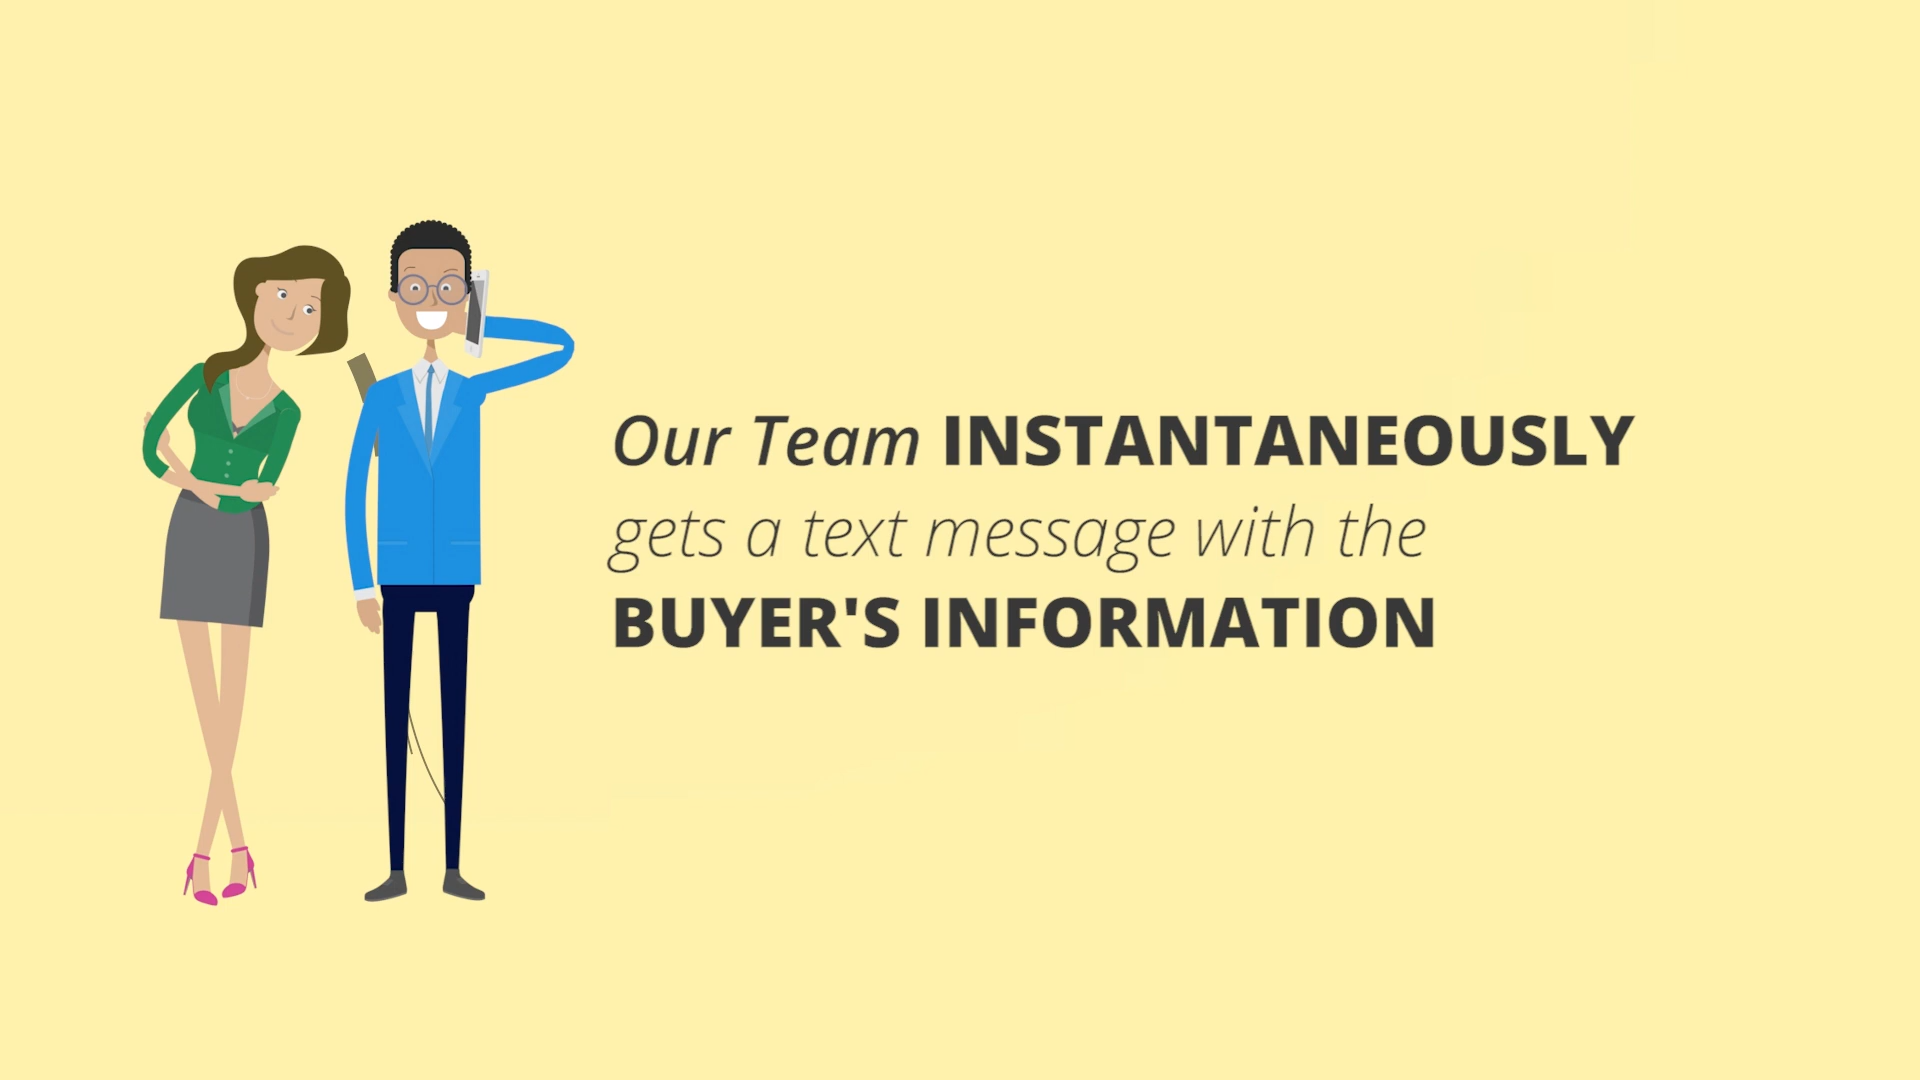 Our Team INSTANTANEOUSLY
gets a text message with the
BUYER'S INFORMATION